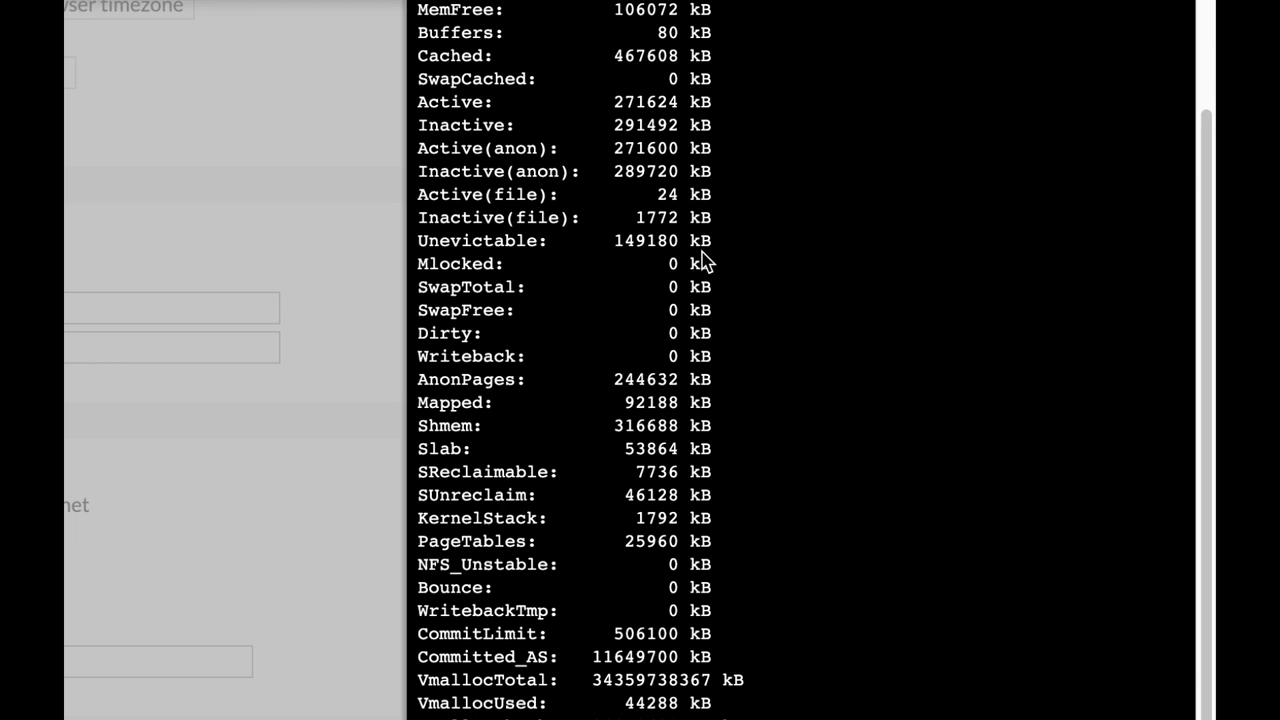 wser timezone
net
MemFree: 106072 kB
Buffers: 80 kB
Cached: 467608 kB
SwapCached: 0 kB
Active: 271624 kB
Inactive: 291492 kB
Active(anon): 271600 kB
Inactive(anon): 289720 kB
Active(file): 24 kB
Inactive(file): 1772 kB
Unevictable: 149180 kB
Mlocked: 0 kB
SwapTotal: 0 kB
SwapFree: 0 kB
Dirty: 0 kB
Writeback: 0 kB
AnonPages: 244632 kB
Mapped: 92188 kB
Shmem: 316688 kB
Slab: 53864 kB
SReclaimable: 7736 kB
SUnreclaim: 46128 kB
KernelStack: 1792 kB
PageTables: 25960 kB
NFS_Unstable: 0 kB
Bounce: 0 kB
WritebackTmp: 0 kB
CommitLimit: 506100 kB
Committed_AS: 11649700 kB
VmallocTotal: 34359738367 kB
VmallocUsed: 44288 kB